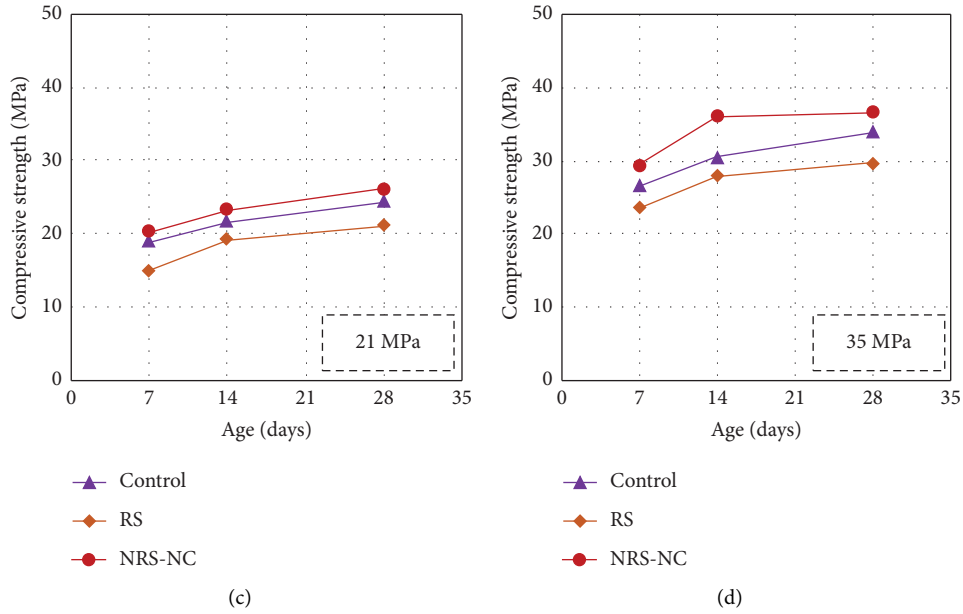 50
40
30
20
10
0
Compressive strength (MPa)
21 MPa
0 7 14 21 28 35
Age (days)
Control
RS
NRS-NC
(c)
50
40
30
20
10
0
Compressive strength (MPa)
35 MPa
0 7 14 21 28 35
Age (days)
Control
RS
NRS-NC
(d)